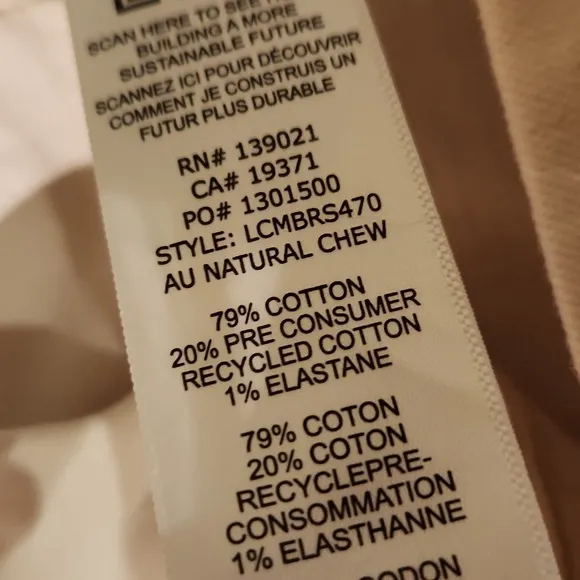 SCAN HERE TO SEE
BUILDING A MORE
SUSTAINABLE FUTURE
SCANNEZ ICI POUR DÉCOUVRIR
COMMENT JE CONSTRUIS UN
FUTUR PLUS DURABLE
RN# 139021
CA# 19371
PO# 1301500
STYLE: LCMBRS470
AU NATURAL CHEW
79% COTTON
20% PRE CONSUMER
RECYCLED COTTON
1% ELASTANE
79% COTON
20% COTON
RECYCLEPRE-
CONSOMMATION
1% ELASTHANNE